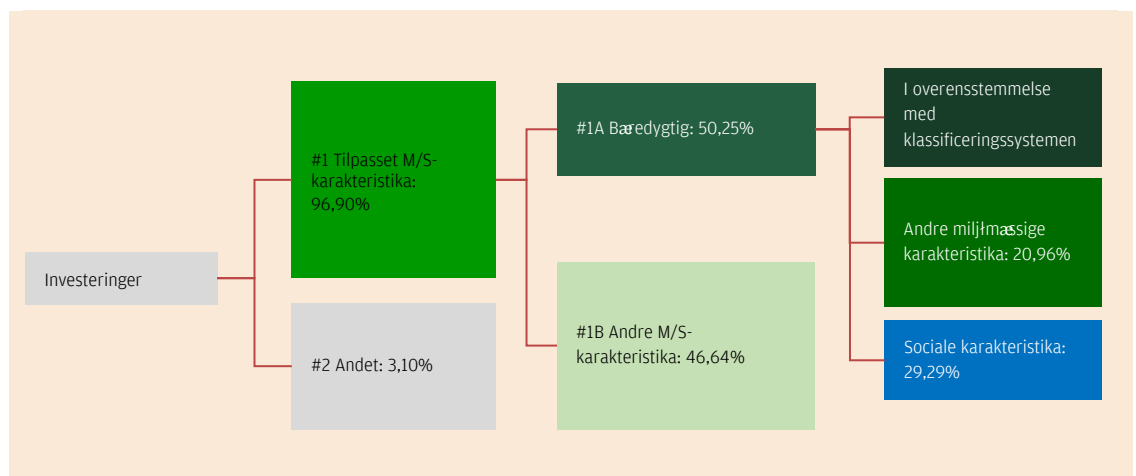 Investeringer
#1 Tilpasset M/S-
karakteristika:
96,90%
#2 Andet: 3,10%
#1A Bæredygtig: 50,25%
#1B Andre M/S-
karakteristika: 46,64%
I overensstemmelse
med
klassificeringssystemen
Andre miljłmæssige
karakteristika: 20,96%
Sociale karakteristika:
29,29%